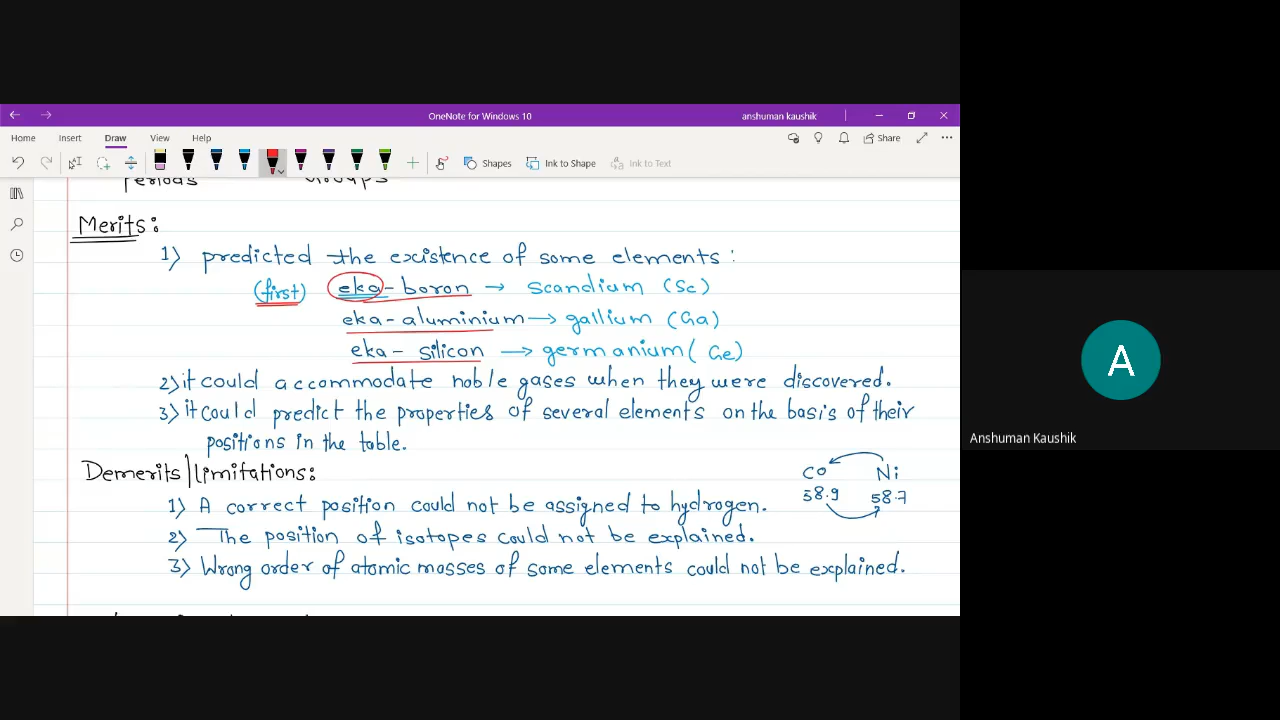 OneNote for Windows 10
anshuman kaushik
Home Insert Draw View Help
Share
Shapes Ink to Shape Ink to Text
periods Groups
Merits:
1) predicted the existence of some elements:
(first) eka-boron → scandium (Sc)
eka-aluminium → gallium (Ga)
eka-silicon → germanium (Ge)
2) it could accommodate noble gases when they were discovered.
3) it could predict the properties of several elements on the basis of their
positions in the table.
Demerits/limitations:
Co Ni
58.9 58.7
1) A correct position could not be assigned to hydrogen.
2) The position of isotopes could not be explained.
3) Wrong order of atomic masses of some elements could not be explained.
A
Anshuman Kaushik